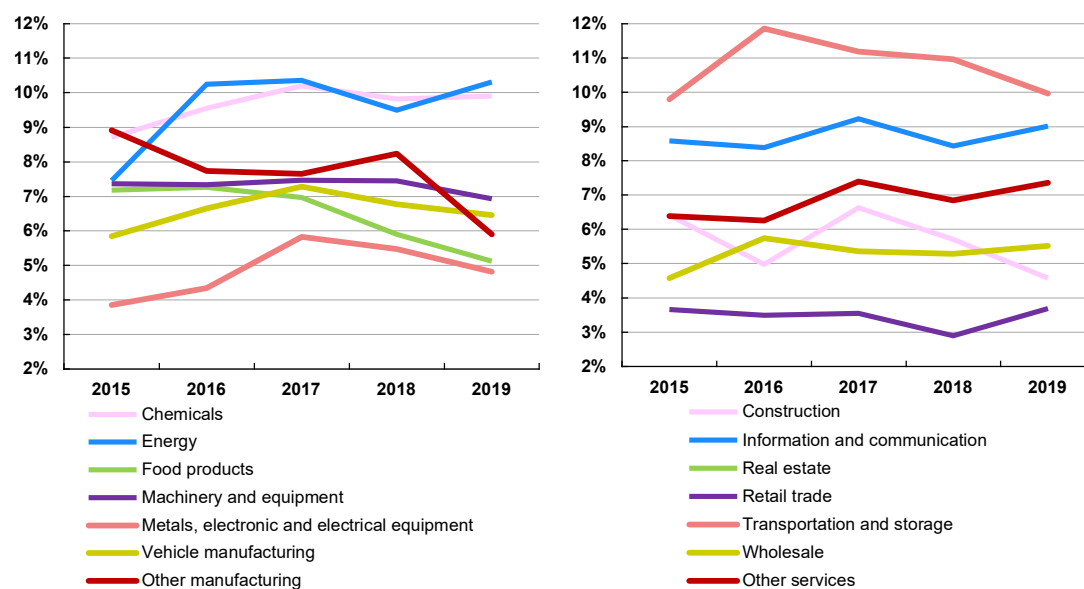 12%
11%
10%
9%
8%
7%
6%
5%
4%
3%
2%
2015 2016 2017 2018 2019
Chemicals
Energy
Food products
Machinery and equipment
Metals, electronic and electrical equipment
Vehicle manufacturing
Other manufacturing
12%
11%
10%
9%
8%
7%
6%
5%
4%
3%
2%
2015 2016 2017 2018 2019
Construction
Information and communication
Real estate
Retail trade
Transportation and storage
Wholesale
Other services